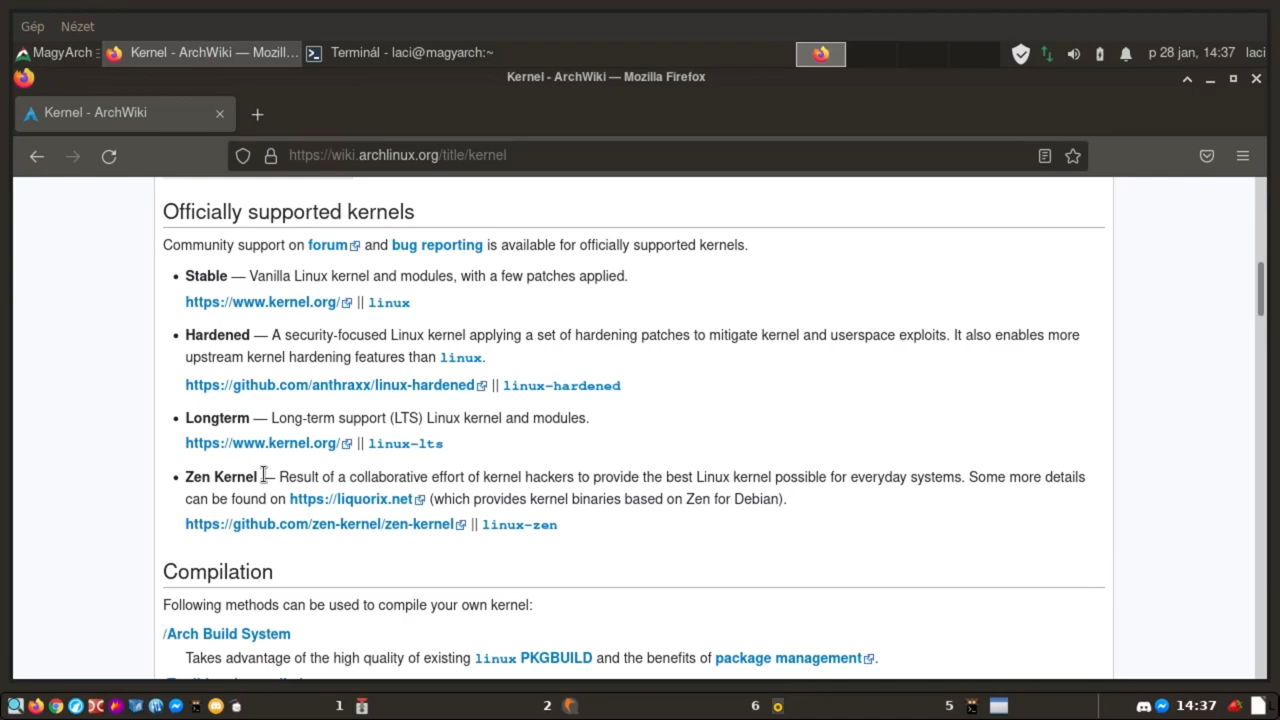 Gép Nézet
MagyArch Kernel - ArchWiki — Mozill... Terminál - laci@magyarch:~ p 28 jan, 14:37 laci
Kernel - ArchWiki — Mozilla Firefox
Kernel - ArchWiki
https://wiki.archlinux.org/title/kernel
Officially supported kernels
Community support on forum and bug reporting is available for officially supported kernels.
• Stable — Vanilla Linux kernel and modules, with a few patches applied.
https://www.kernel.org/ || linux
• Hardened — A security-focused Linux kernel applying a set of hardening patches to mitigate kernel and userspace exploits. It also enables more
upstream kernel hardening features than linux.
https://github.com/anthraxx/linux-hardened || linux-hardened
• Longterm — Long-term support (LTS) Linux kernel and modules.
https://www.kernel.org/ || linux-lts
• Zen Kernel — Result of a collaborative effort of kernel hackers to provide the best Linux kernel possible for everyday systems. Some more details
can be found on https://liquorix.net (which provides kernel binaries based on Zen for Debian).
https://github.com/zen-kernel/zen-kernel || linux-zen
Compilation
Following methods can be used to compile your own kernel:
/Arch Build System
Takes advantage of the high quality of existing linux PKGBUILD and the benefits of package management.
1 2 6 5 14:37